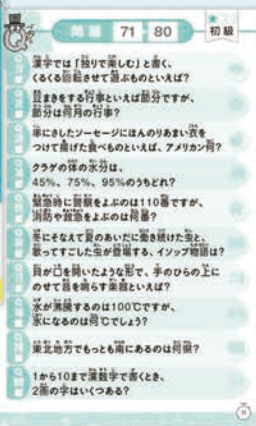 問題 71-80
初級
漢字では「独りで楽しむ」と書く、
くるくる回転させて遊ぶものといえば?
豆まきをする行事といえば節分ですが、
節分は何月の行事?
串にさしたソーセージにほんのりあまい衣を
つけて揚げた食べものといえば、アメリカン何?
クラゲの体の水分は、
45%、75%、95%のうちどれ?
緊急時に警察をよぶのは110番ですが、
消防や救急をよぶのは何番?
冬にそなえて夏のあいだに働き続けた虫と、
歌ってすごした虫が登場する、イソップ物語は?
貝が口を開いたような形で、手のひらの上に
のせて音を鳴らす楽器といえば?
水が沸騰するのは100℃ですが、
氷になるのは何℃でしょう?
東北地方でもっとも南にあるのは何県?
1から10まで漢数字で書くとき、
2画の字はいくつある?